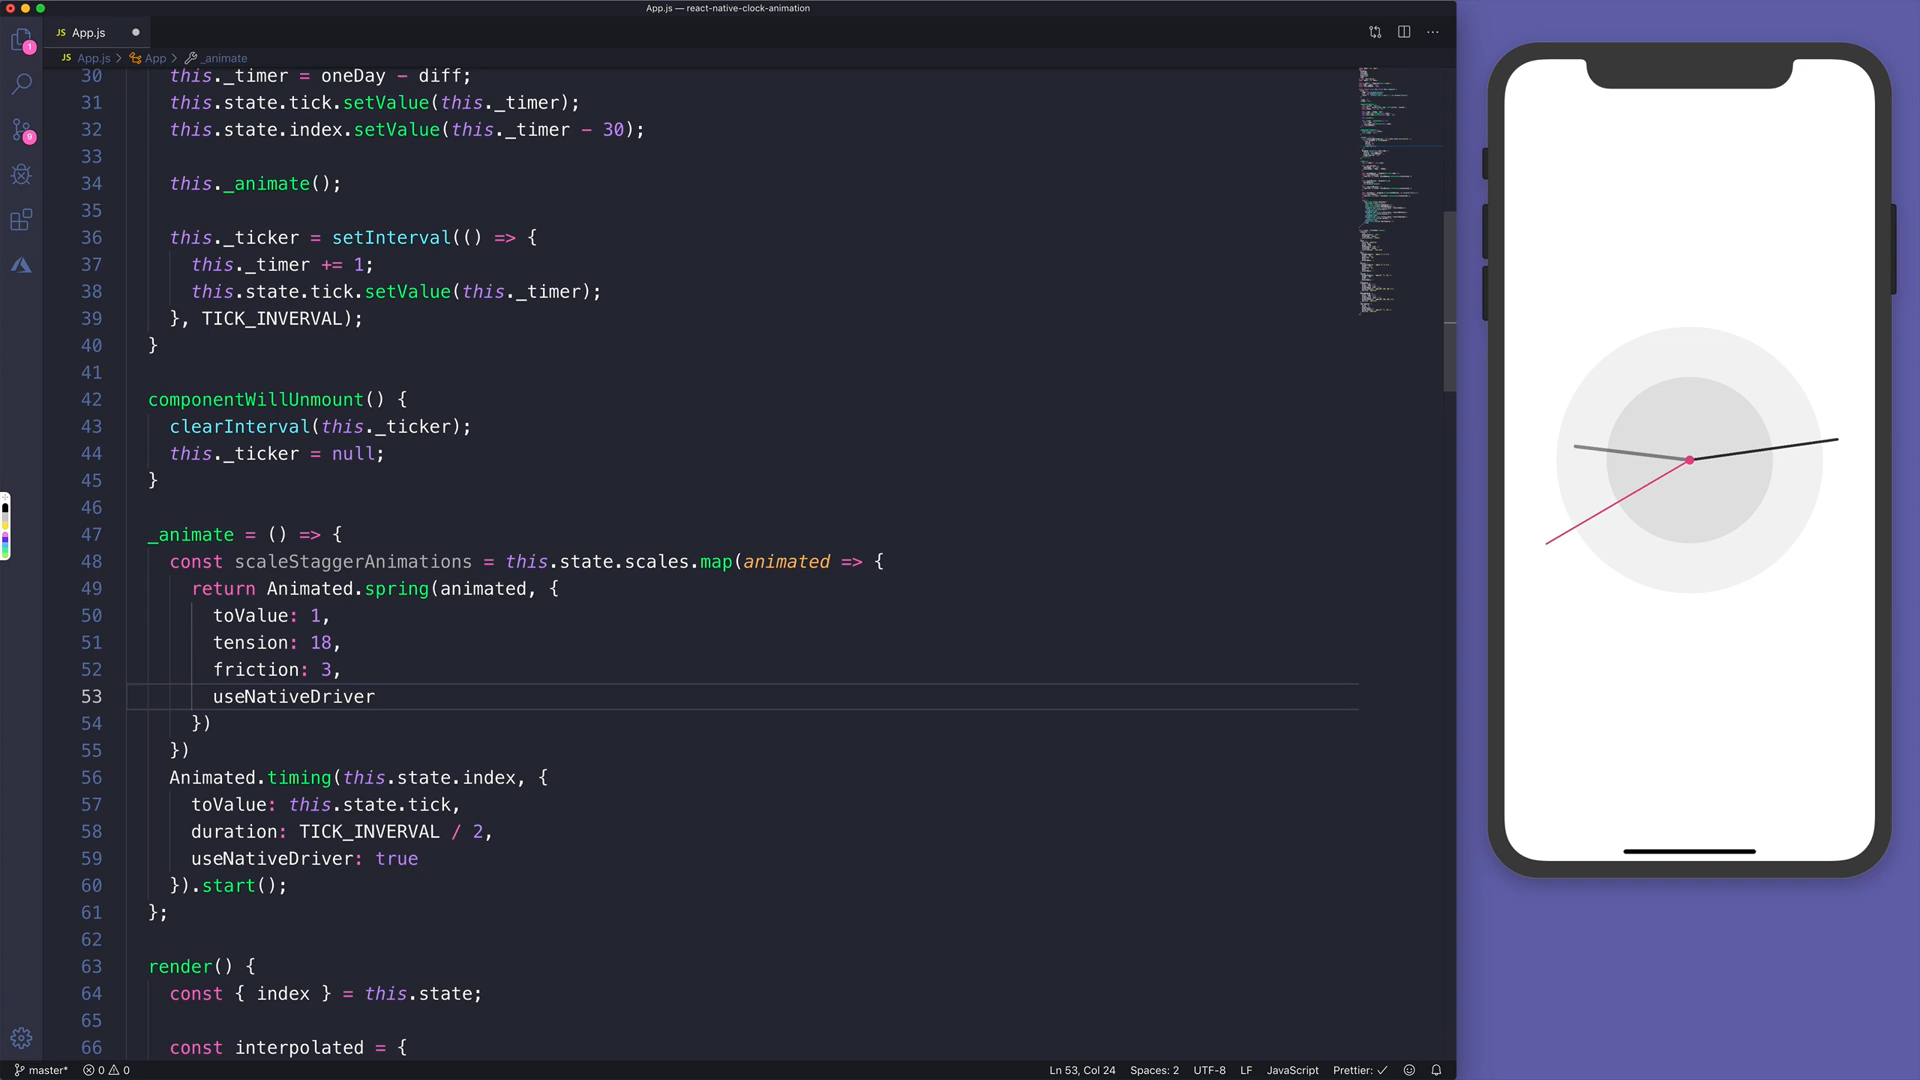 App.js — react-native-clock-animation
JS App.js
JS App.js > App > _animate
1
9
30 this._timer = oneDay - diff;
31 this.state.tick.setValue(this._timer);
32 this.state.index.setValue(this._timer - 30);
33
34 this._animate();
35
36 this._ticker = setInterval(() => {
37 this._timer += 1;
38 this.state.tick.setValue(this._timer);
39 }, TICK_INVERVAL);
40 }
41
42 componentWillUnmount() {
43 clearInterval(this._ticker);
44 this._ticker = null;
45 }
46
47 _animate = () => {
48 const scaleStaggerAnimations = this.state.scales.map(animated => {
49 return Animated.spring(animated, {
50 toValue: 1,
51 tension: 18,
52 friction: 3,
53 useNativeDriver
54 })
55 })
56 Animated.timing(this.state.index, {
57 toValue: this.state.tick,
58 duration: TICK_INVERVAL / 2,
59 useNativeDriver: true
60 }).start();
61 };
62
63 render() {
64 const { index } = this.state;
65
66 const interpolated = {
master* 0 0 Ln 53, Col 24 Spaces: 2 UTF-8 LF JavaScript Prettier: ✓